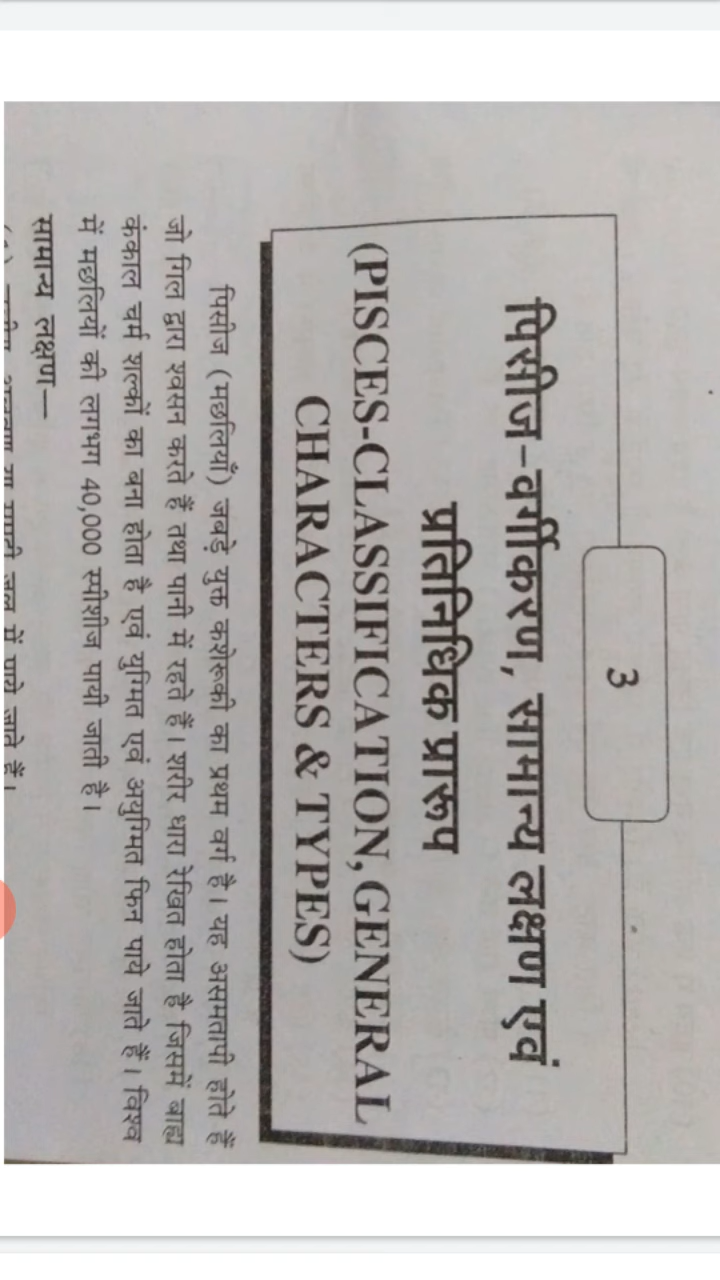 3
पिसीज-वर्गीकरण, सामान्य लक्षण एवं
प्रतिनिधिक प्रारूप
(PISCES-CLASSIFICATION, GENERAL
CHARACTERS & TYPES)
पिसीज (मछलियाँ) जबड़े युक्त कशेरूकी का प्रथम वर्ग है। यह असमतापी होते हैं
जो गिल द्वारा श्वसन करते हैं तथा पानी में रहते हैं। शरीर धारा रेखित होता है जिसमें बाह्य
कंकाल चर्म शल्कों का बना होता है एवं युग्मित एवं अयुग्मित फिन पाये जाते हैं। विश्व
में मछलियों की लगभग 40,000 स्पीशीज पायी जाती है।
सामान्य लक्षण—
जल में पाये जाते हैं।